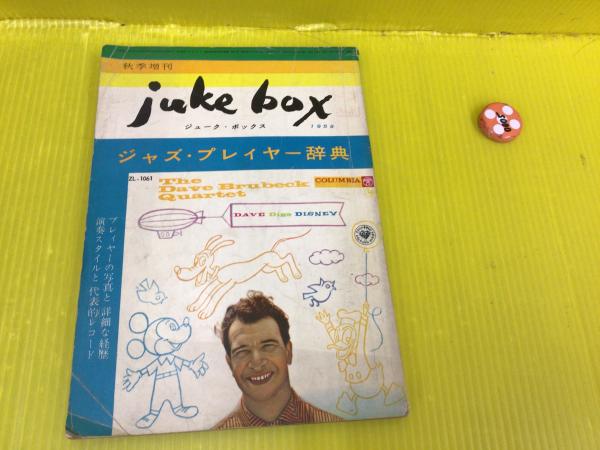 秋季増刊
juke box
ジューク・ボックス
ジャズ・プレイヤー辞典
ZL-1061
The
Dave Brubeck
Quartet
COLUMBIA
DAVE Digs DISNEY
プレイヤーの写真と詳細な経歴
演奏スタイルと代表的レコード